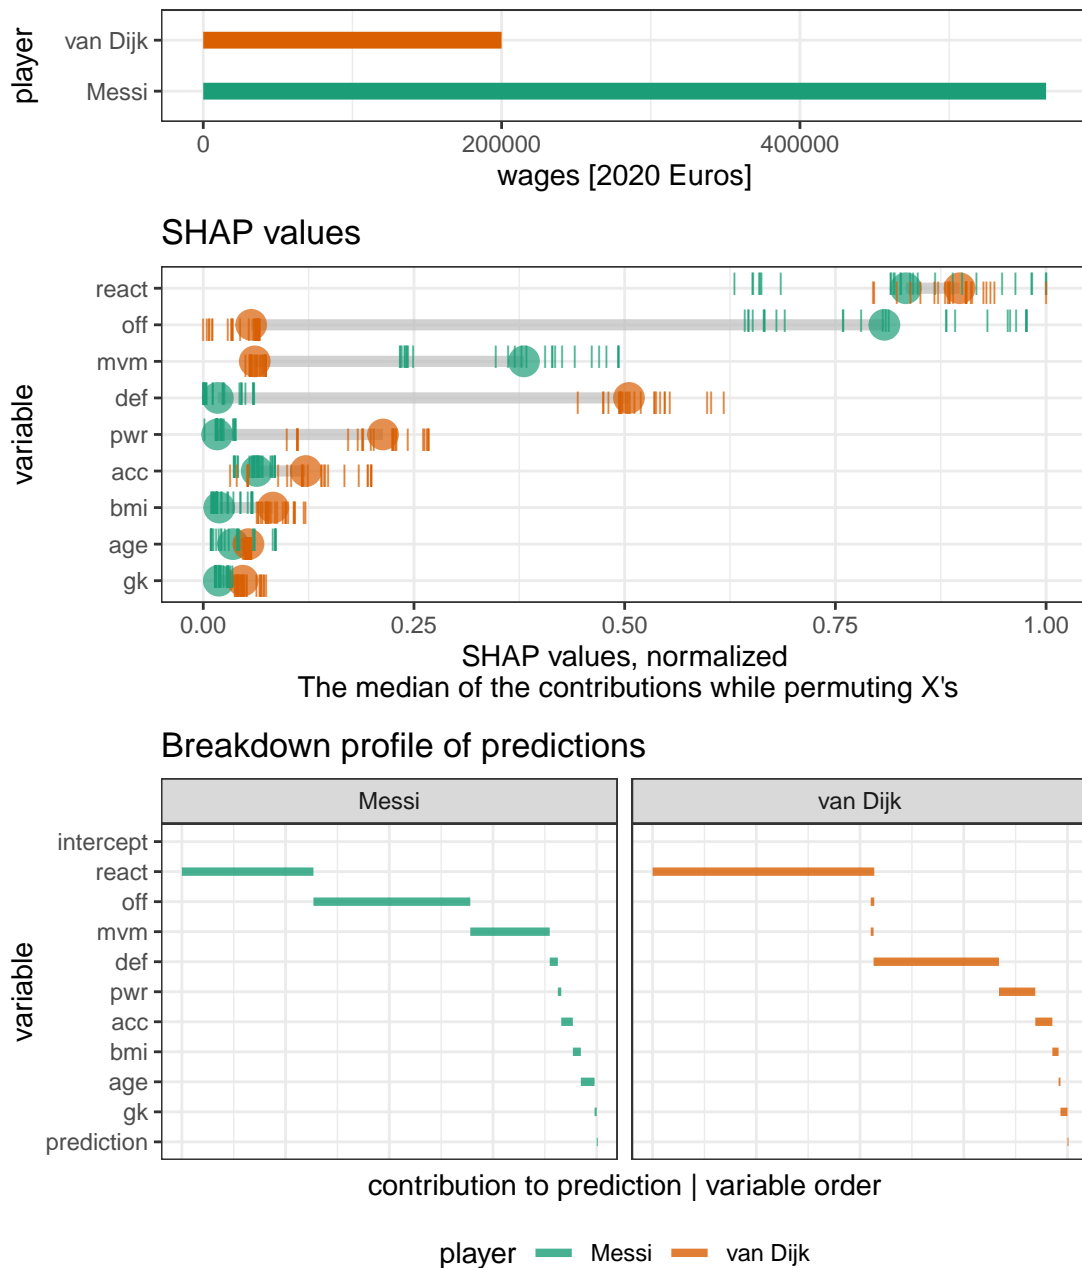 player
van Dijk
Messi
0 200000 400000
wages [2020 Euros]
SHAP values
variable
react
off
mvm
def
pwr
acc
bmi
age
gk
0.00 0.25 0.50 0.75 1.00
SHAP values, normalized
The median of the contributions while permuting X's
Breakdown profile of predictions
Messi van Dijk
variable
intercept
react
off
mvm
def
pwr
acc
bmi
age
gk
prediction
contribution to prediction | variable order
player Messi van Dijk